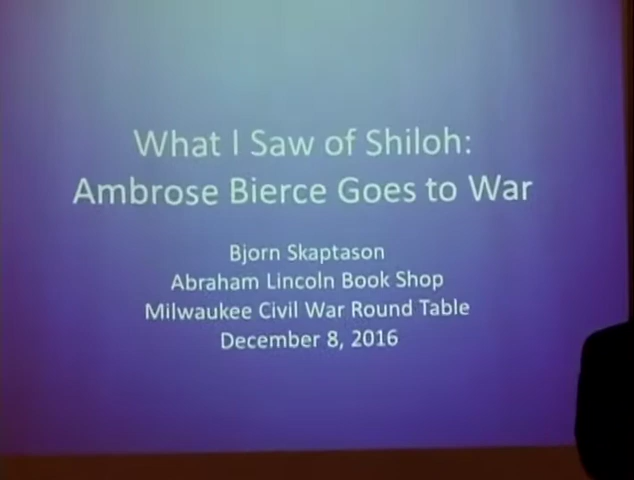 What I Saw of Shiloh:
Ambrose Bierce Goes to War
Bjorn Skaptason
Abraham Lincoln Book Shop
Milwaukee Civil War Round Table
December 8, 2016